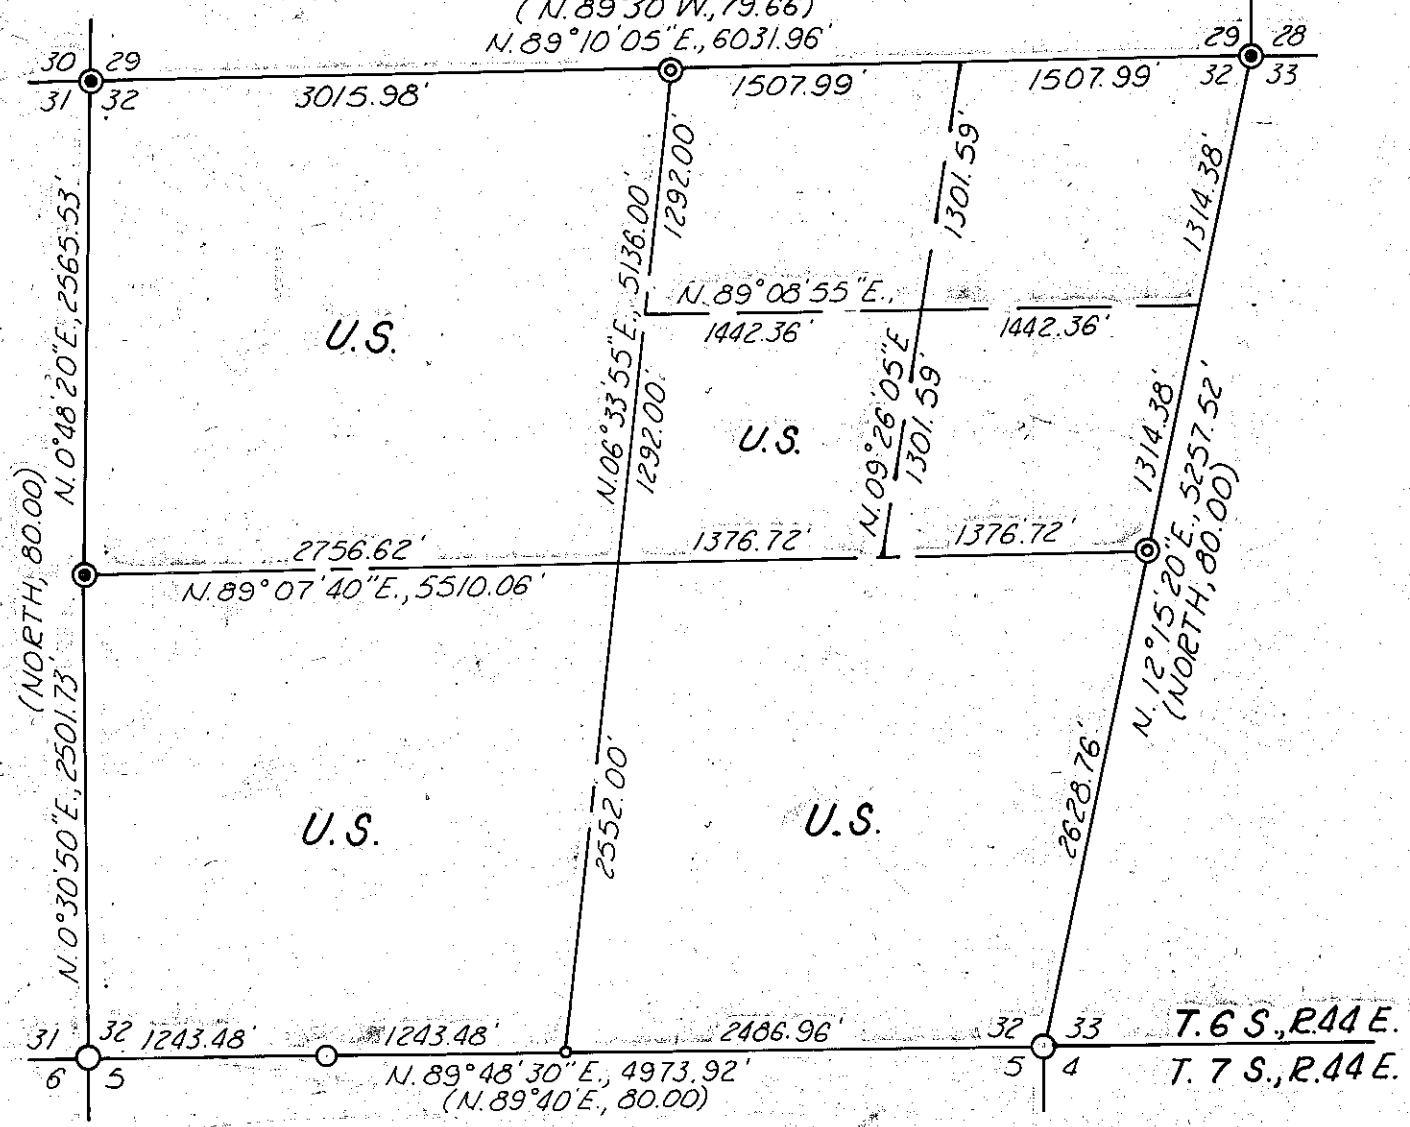 (N.89°30'W.,79.66)
N.89°10'05"E.,6031.96'
30 29
29 28
31 32
3015.98'
1507.99'
1507.99'
32 33
1292.00'
1301.59'
1314.38'
N.0°48'20"E.,2565.53'
N.06°33'55"E., 5136.00'
N.89°08'55"E.,
1442.36'
1442.36'
U.S.
1292.00'
U.S.
N.09°26'05"E
1301.59'
1314.38'
N.12°15'20"E., 5257.52'
(NORTH, 80.00)
(NORTH, 80.00)
2756.62'
1376.72'
1376.72'
N.89°07'40"E.,5510.06'
N.0°30'50"E.,2501.73'
2552.00'
2628.76'
U.S.
U.S.
31 32
1243.48'
1243.48'
2486.96'
32 33
T.6 S.,R.44 E.
6 5
N.89°48'30"E., 4973.92'
5 4
T. 7 S.,R.44 E.
(N.89°40'E., 80.00)